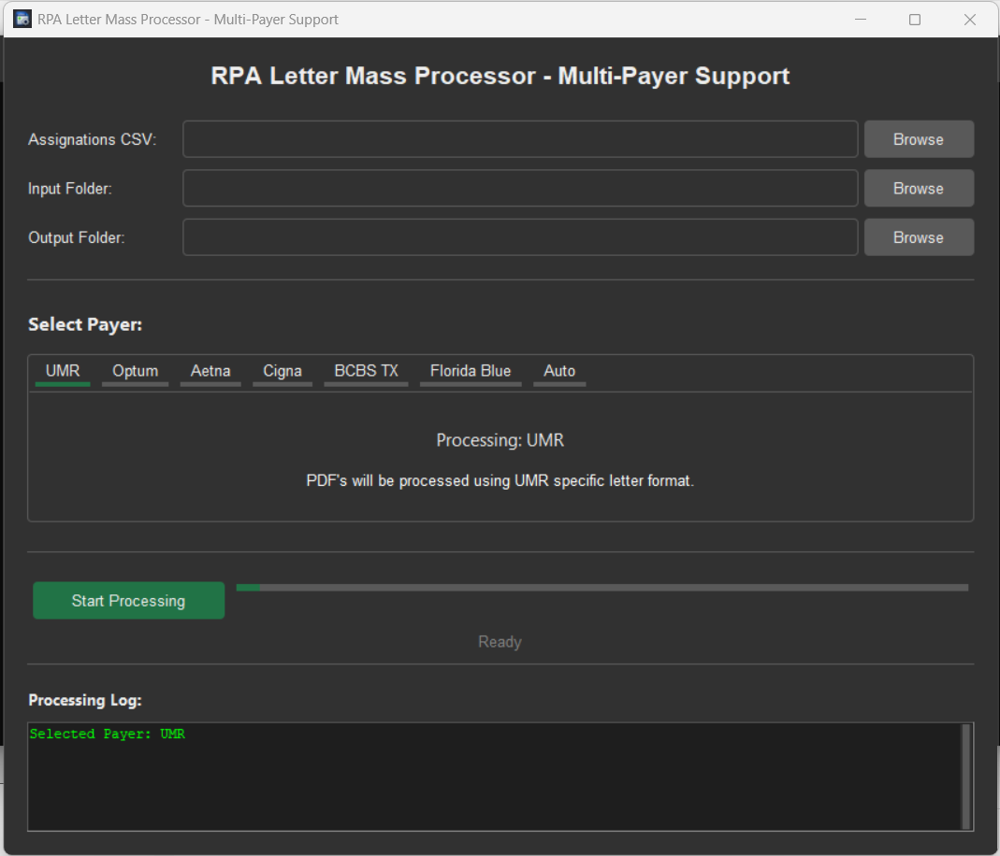 RPA Letter Mass Processor - Multi-Payer Support
RPA Letter Mass Processor - Multi-Payer Support
Assignations CSV:
Browse
Input Folder:
Browse
Output Folder:
Browse
Select Payer:
UMR Optum Aetna Cigna BCBS TX Florida Blue Auto
Processing: UMR
PDF's will be processed using UMR specific letter format.
Start Processing
Ready
Processing Log:
Selected Payer: UMR